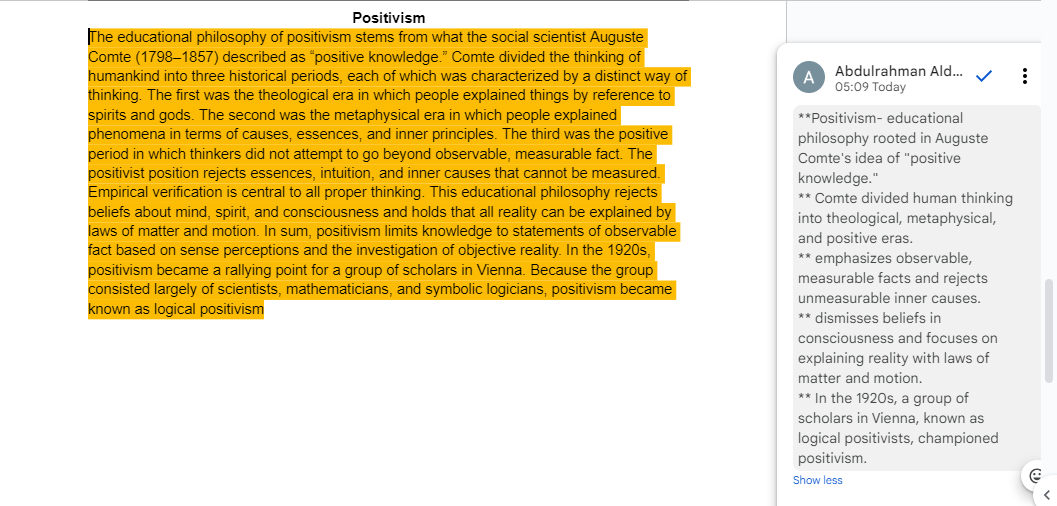 Positivism
The educational philosophy of positivism stems from what the social scientist Auguste
Comte (1798–1857) described as “positive knowledge.” Comte divided the thinking of
humankind into three historical periods, each of which was characterized by a distinct way of
thinking. The first was the theological era in which people explained things by reference to
spirits and gods. The second was the metaphysical era in which people explained
phenomena in terms of causes, essences, and inner principles. The third was the positive
period in which thinkers did not attempt to go beyond observable, measurable fact. The
positivist position rejects essences, intuition, and inner causes that cannot be measured.
Empirical verification is central to all proper thinking. This educational philosophy rejects
beliefs about mind, spirit, and consciousness and holds that all reality can be explained by
laws of matter and motion. In sum, positivism limits knowledge to statements of observable
fact based on sense perceptions and the investigation of objective reality. In the 1920s,
positivism became a rallying point for a group of scholars in Vienna. Because the group
consisted largely of scientists, mathematicians, and symbolic logicians, positivism became
known as logical positivism
A
Abdulrahman Ald...
05:09 Today
**Positivism- educational
philosophy rooted in Auguste
Comte's idea of "positive
knowledge."
** Comte divided human thinking
into theological, metaphysical,
and positive eras.
** emphasizes observable,
measurable facts and rejects
unmeasurable inner causes.
** dismisses beliefs in
consciousness and focuses on
explaining reality with laws of
matter and motion.
** In the 1920s, a group of
scholars in Vienna, known as
logical positivists, championed
positivism.
Show less